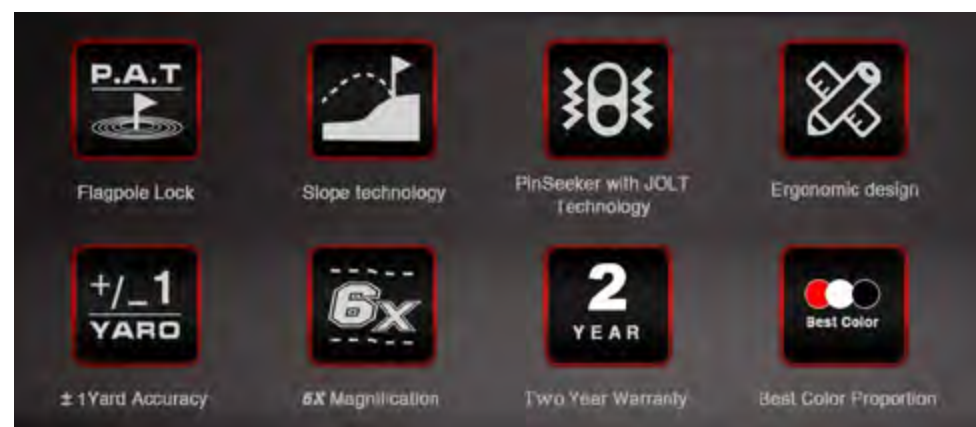 P.A.T
Flagpole Lock
Slope technology
PinSeeker with JOLT
Technology
Ergonomic design
+/_1
YARO
± 1Yard Accuracy
6x
6X Magnification
2
YEAR
Two Year Warranty
Best Color
Best Color Proportion